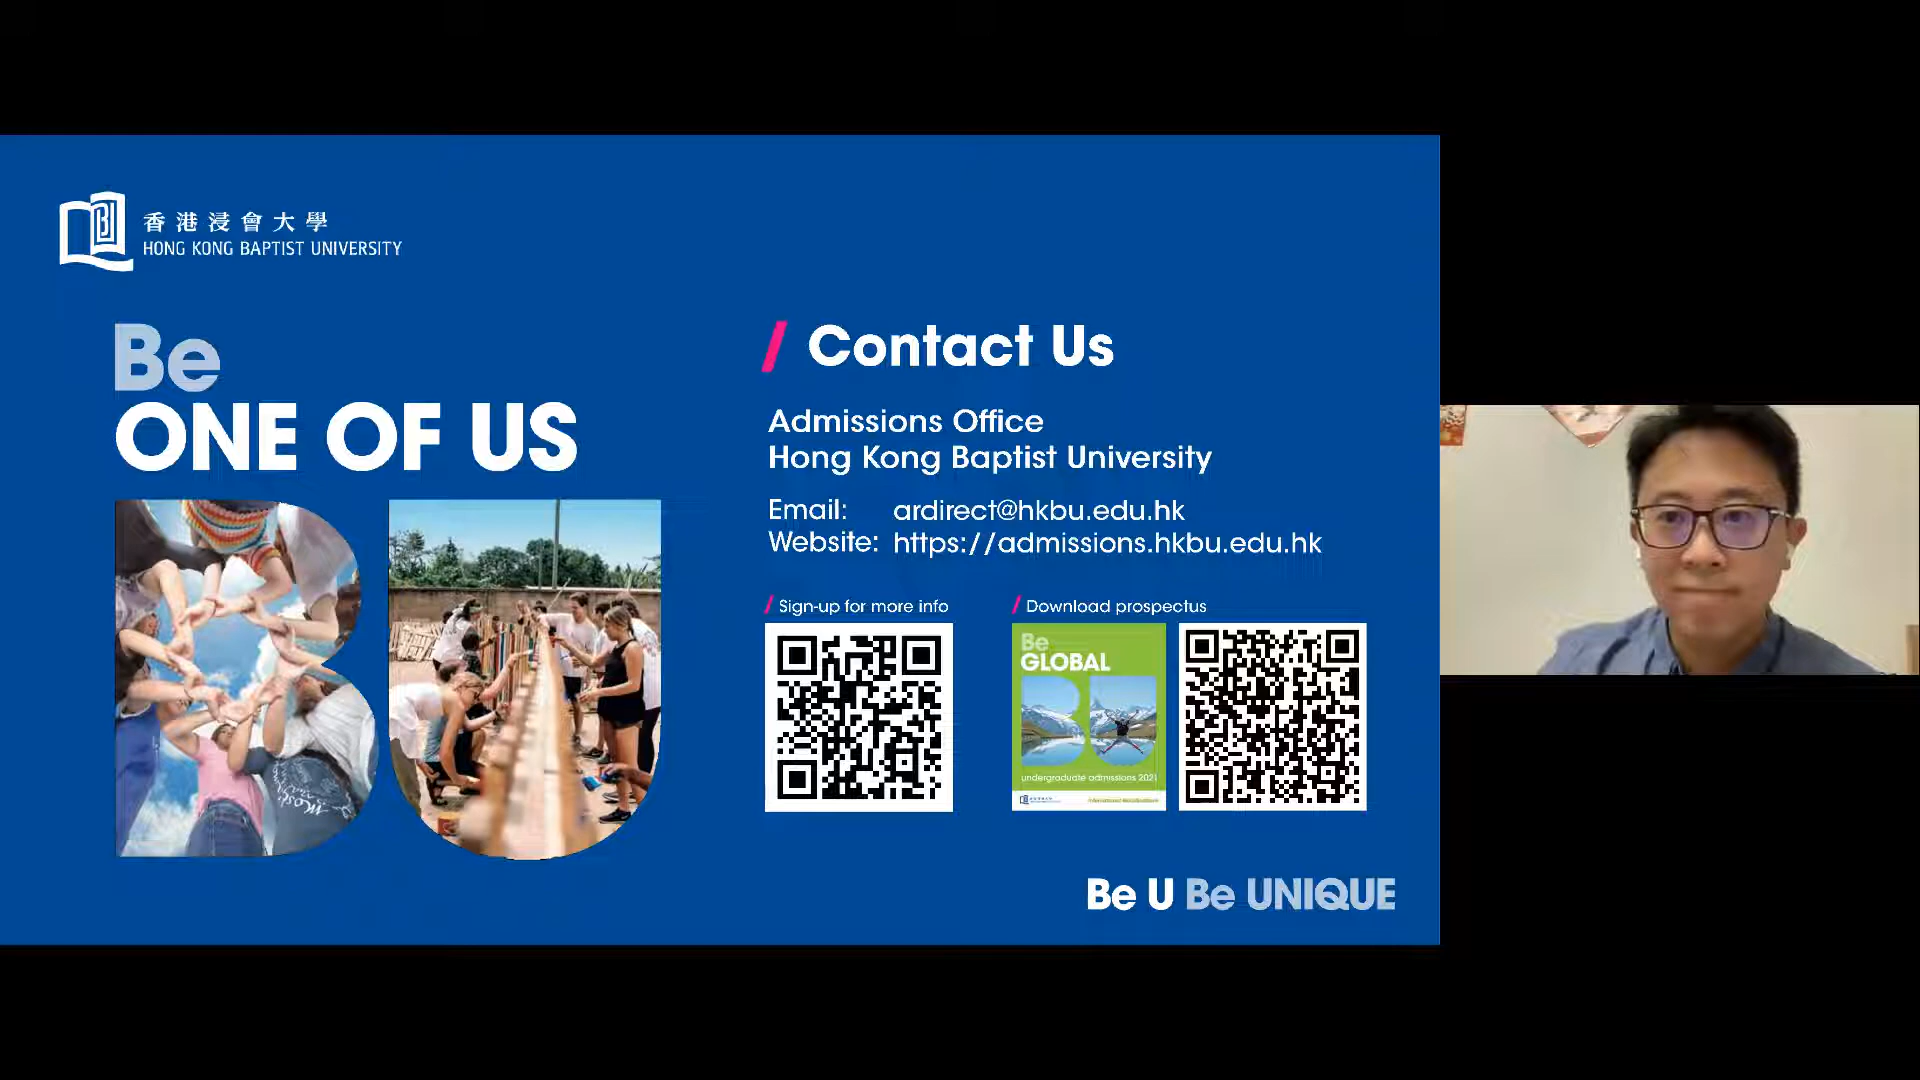 香港浸會大學
HONG KONG BAPTIST UNIVERSITY
Be
ONE OF US
/ Contact Us
Admissions Office
Hong Kong Baptist University
Email: ardirect@hkbu.edu.hk
Website: https://admissions.hkbu.edu.hk
/ Sign-up for more info
/ Download prospectus
Be
GLOBAL
undergraduate admissions 2021
Be U Be UNIQUE